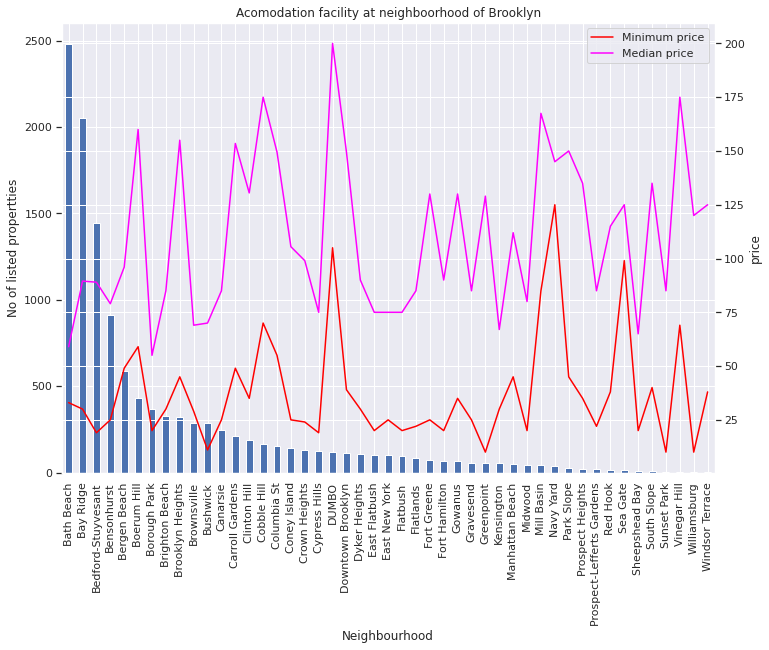 Acomodation facility at neighboorhood of Brooklyn
Minimum price
Median price
2500
2000
1500
1000
500
0
No of listed propertties
200
175
150
125
100
75
50
25
price
Bath Beach
Bay Ridge
Bedford-Stuyvesant
Bensonhurst
Bergen Beach
Boerum Hill
Borough Park
Brighton Beach
Brooklyn Heights
Brownsville
Bushwick
Canarsie
Carroll Gardens
Clinton Hill
Cobble Hill
Columbia St
Coney Island
Crown Heights
Cypress Hills
DUMBO
Downtown Brooklyn
Dyker Heights
East Flatbush
East New York
Flatbush
Flatlands
Fort Greene
Fort Hamilton
Gowanus
Gravesend
Greenpoint
Kensington
Manhattan Beach
Midwood
Mill Basin
Navy Yard
Park Slope
Prospect Heights
Prospect-Lefferts Gardens
Red Hook
Sea Gate
Sheepshead Bay
South Slope
Sunset Park
Vinegar Hill
Williamsburg
Windsor Terrace
Neighbourhood